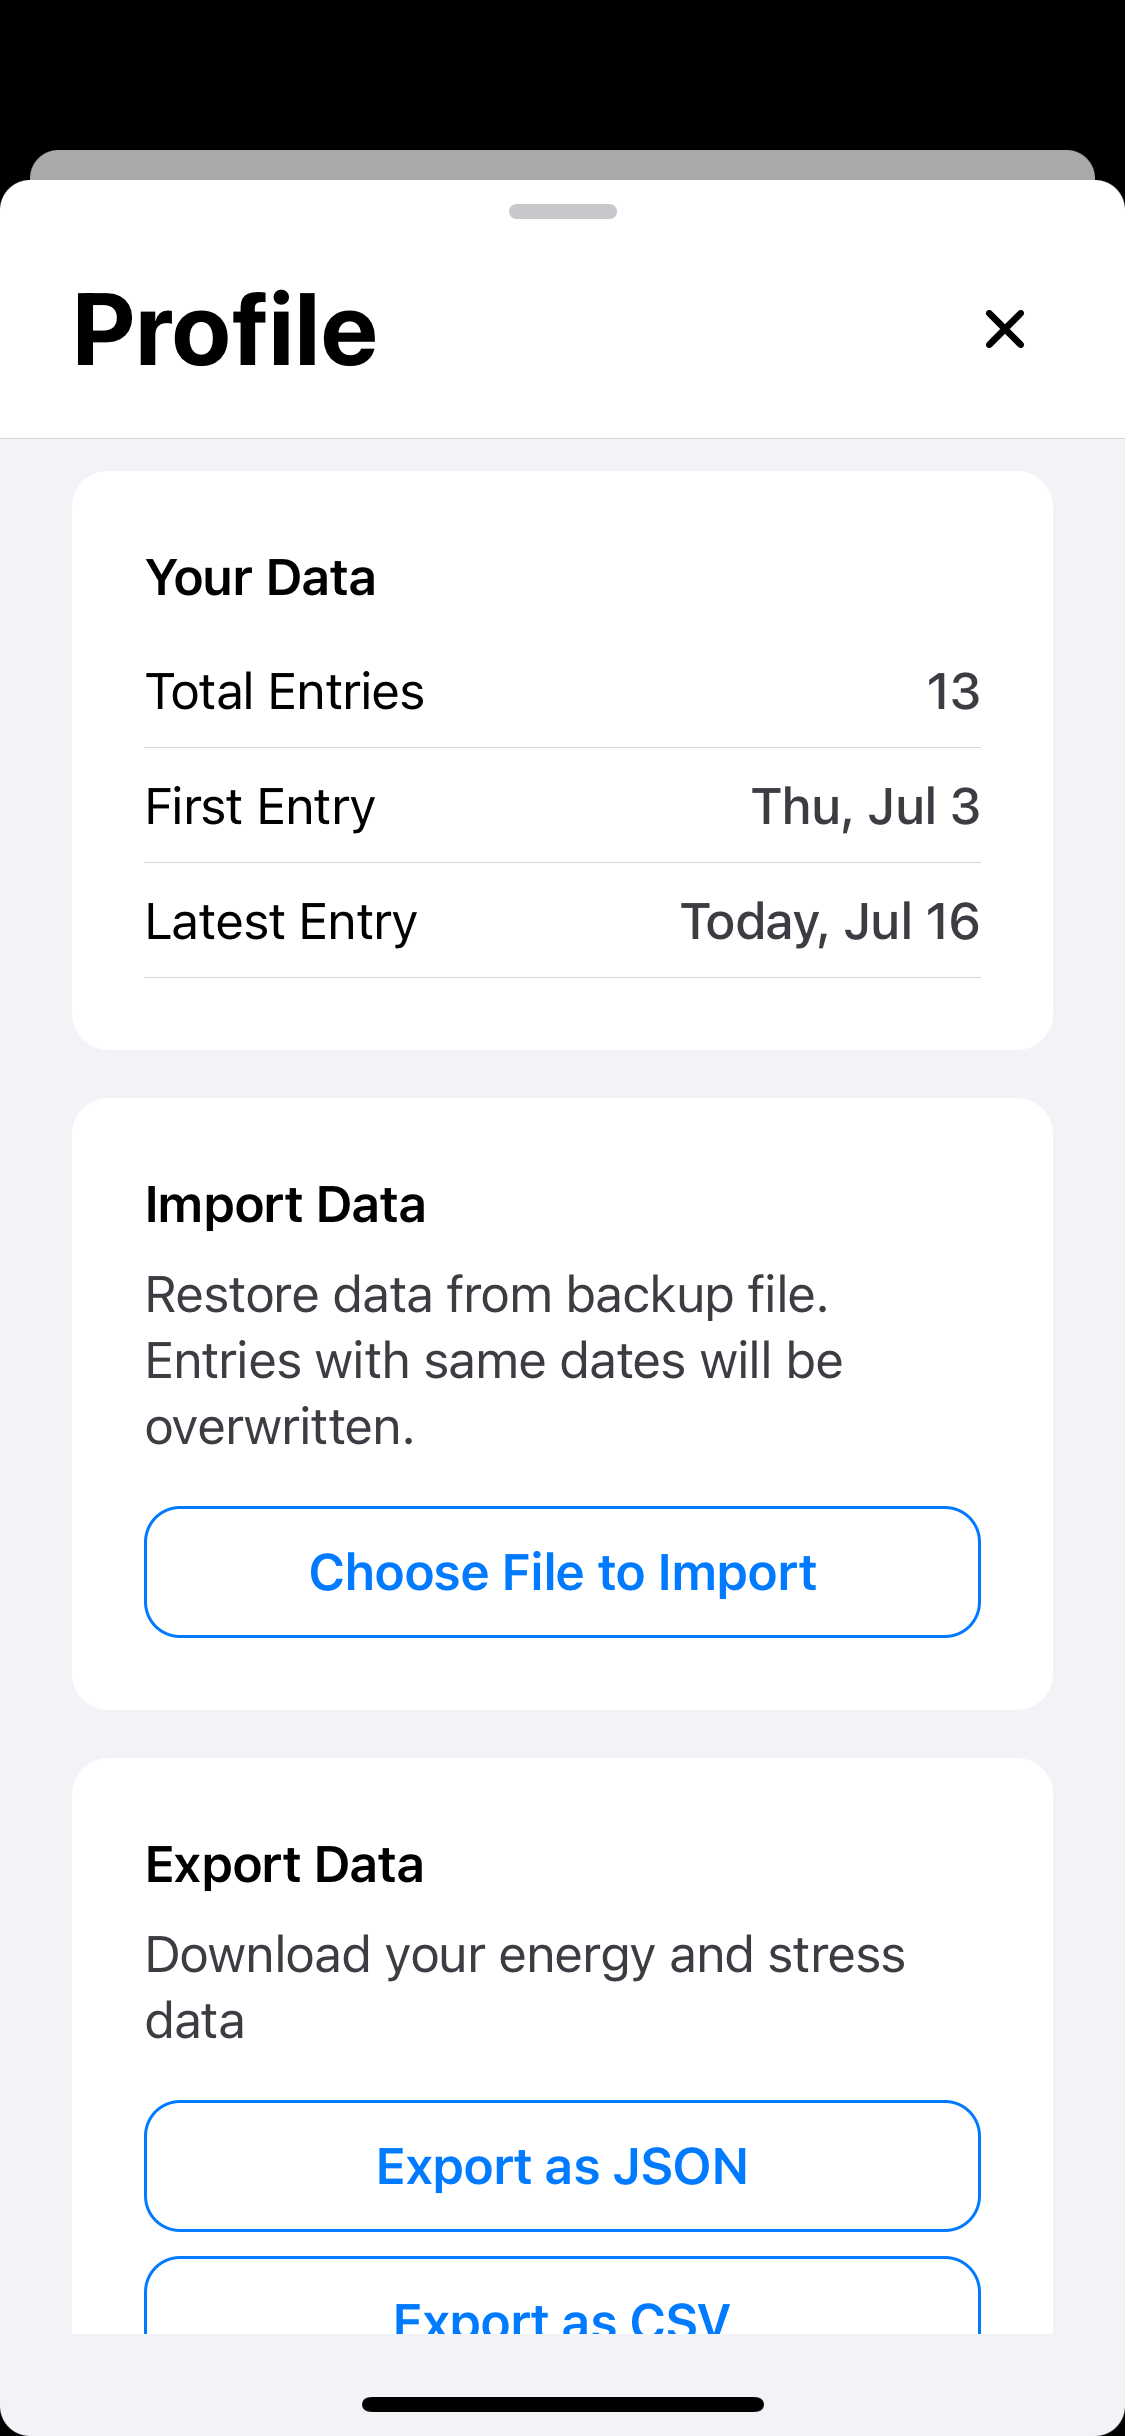 Profile
Your Data
Total Entries 13
First Entry Thu, Jul 3
Latest Entry Today, Jul 16
Import Data
Restore data from backup file.
Entries with same dates will be
overwritten.
Choose File to Import
Export Data
Download your energy and stress
data
Export as JSON
Export as CSV